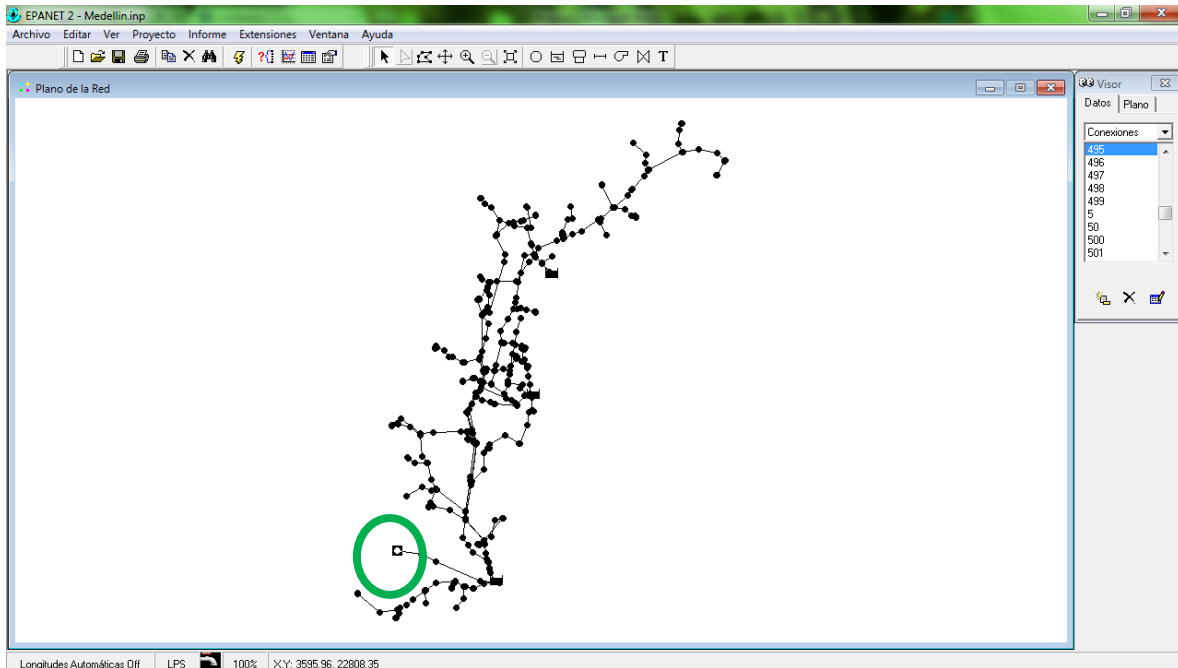 EPANET 2 - Medellin.inp
Archivo Editar Ver Proyecto Informe Extensiones Ventana Ayuda
T
Plano de la Red
Visor
Datos Plano
Conexiones
495
496
497
498
499
5
50
500
501
Longitudes Automáticas Off LPS 100% X,Y: 3595.96, 22808.35